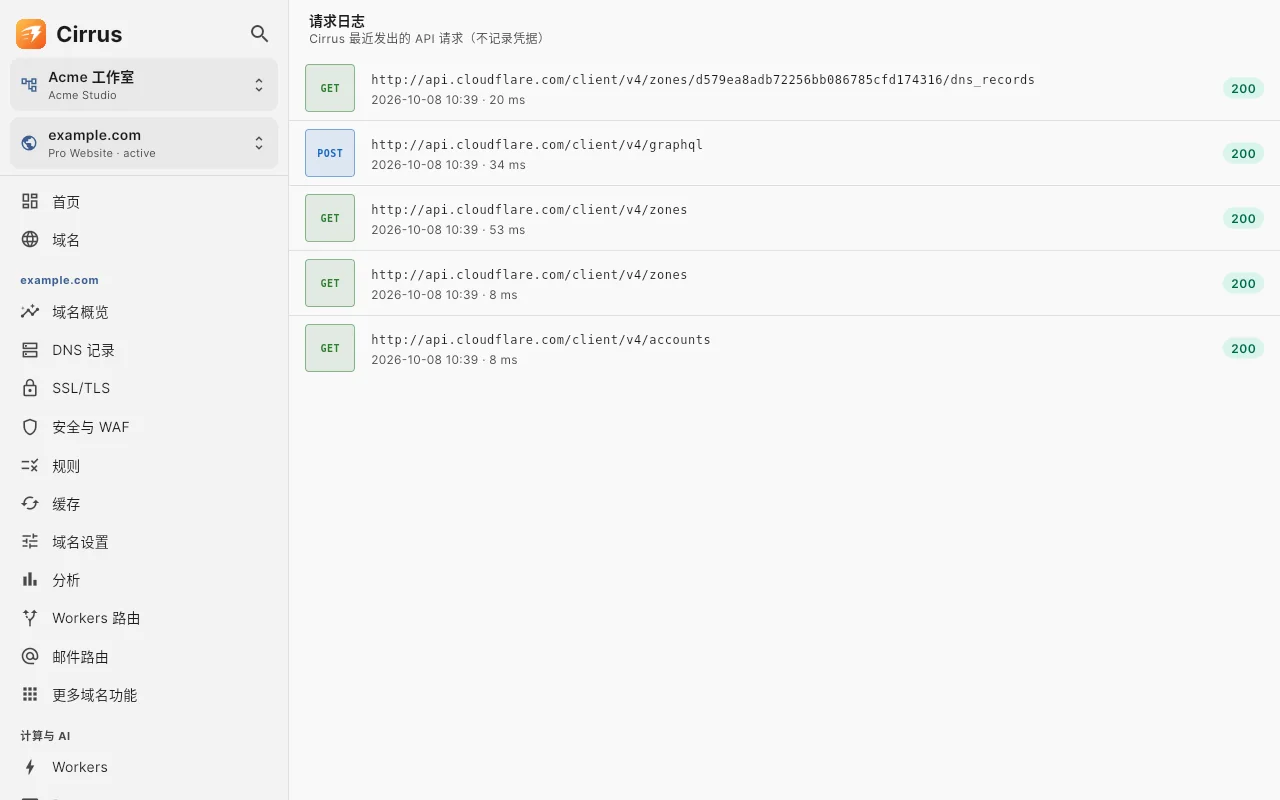 Cirrus
Acme 工作室
Acme Studio
example.com
Pro Website · active
首页
域名
example.com
域名概览
DNS 记录
SSL/TLS
安全与 WAF
规则
缓存
域名设置
分析
Workers 路由
邮件路由
更多域名功能
计算与 AI
Workers
请求日志
Cirrus 最近发出的 API 请求（不记录凭据）
GET
http://api.cloudflare.com/client/v4/zones/d579ea8adb72256bb086785cfd174316/dns_records
2026-10-08 10:39 · 20 ms
200
POST
http://api.cloudflare.com/client/v4/graphql
2026-10-08 10:39 · 34 ms
200
GET
http://api.cloudflare.com/client/v4/zones
2026-10-08 10:39 · 53 ms
200
GET
http://api.cloudflare.com/client/v4/zones
2026-10-08 10:39 · 8 ms
200
GET
http://api.cloudflare.com/client/v4/accounts
2026-10-08 10:39 · 8 ms
200